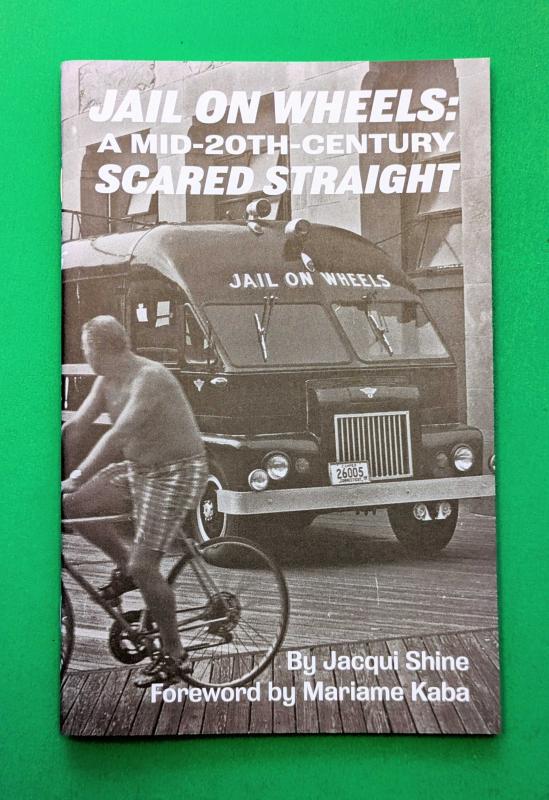 JAIL ON WHEELS:
A MID-20TH-CENTURY
SCARED STRAIGHT
JAIL ON WHEELS
26005
CONNECTICUT
By Jacqui Shine
Foreword by Mariame Kaba